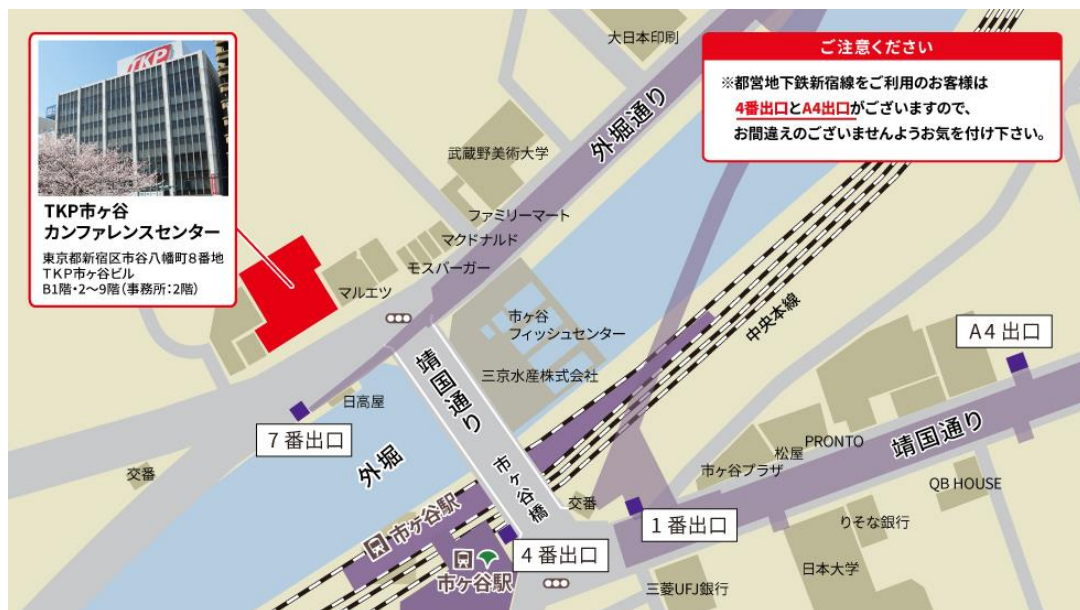 TKP
TKP市ヶ谷
カンファレンスセンター
東京都新宿区市谷八幡町8番地
TKP市ヶ谷ビル
B1階・2〜9階（事務所：2階）
ご注意ください
※都営地下鉄新宿線をご利用のお客様は
4番出口とA4出口がございますので、
お間違えのございませんようお気を付け下さい。
大日本印刷
外堀通り
武蔵野美術大学
ファミリーマート
マクドナルド
モスバーガー
マルエツ
市ヶ谷
フィッシュセンター
三京水産株式会社
中央本線
A4出口
靖国通り
日高屋
7番出口
外堀
交番
市ヶ谷橋
靖国通り
PRONTO
松屋
市ヶ谷プラザ
QB HOUSE
交番
1番出口
りそな銀行
市ヶ谷駅
4番出口
市ヶ谷駅
日本大学
三菱UFJ銀行